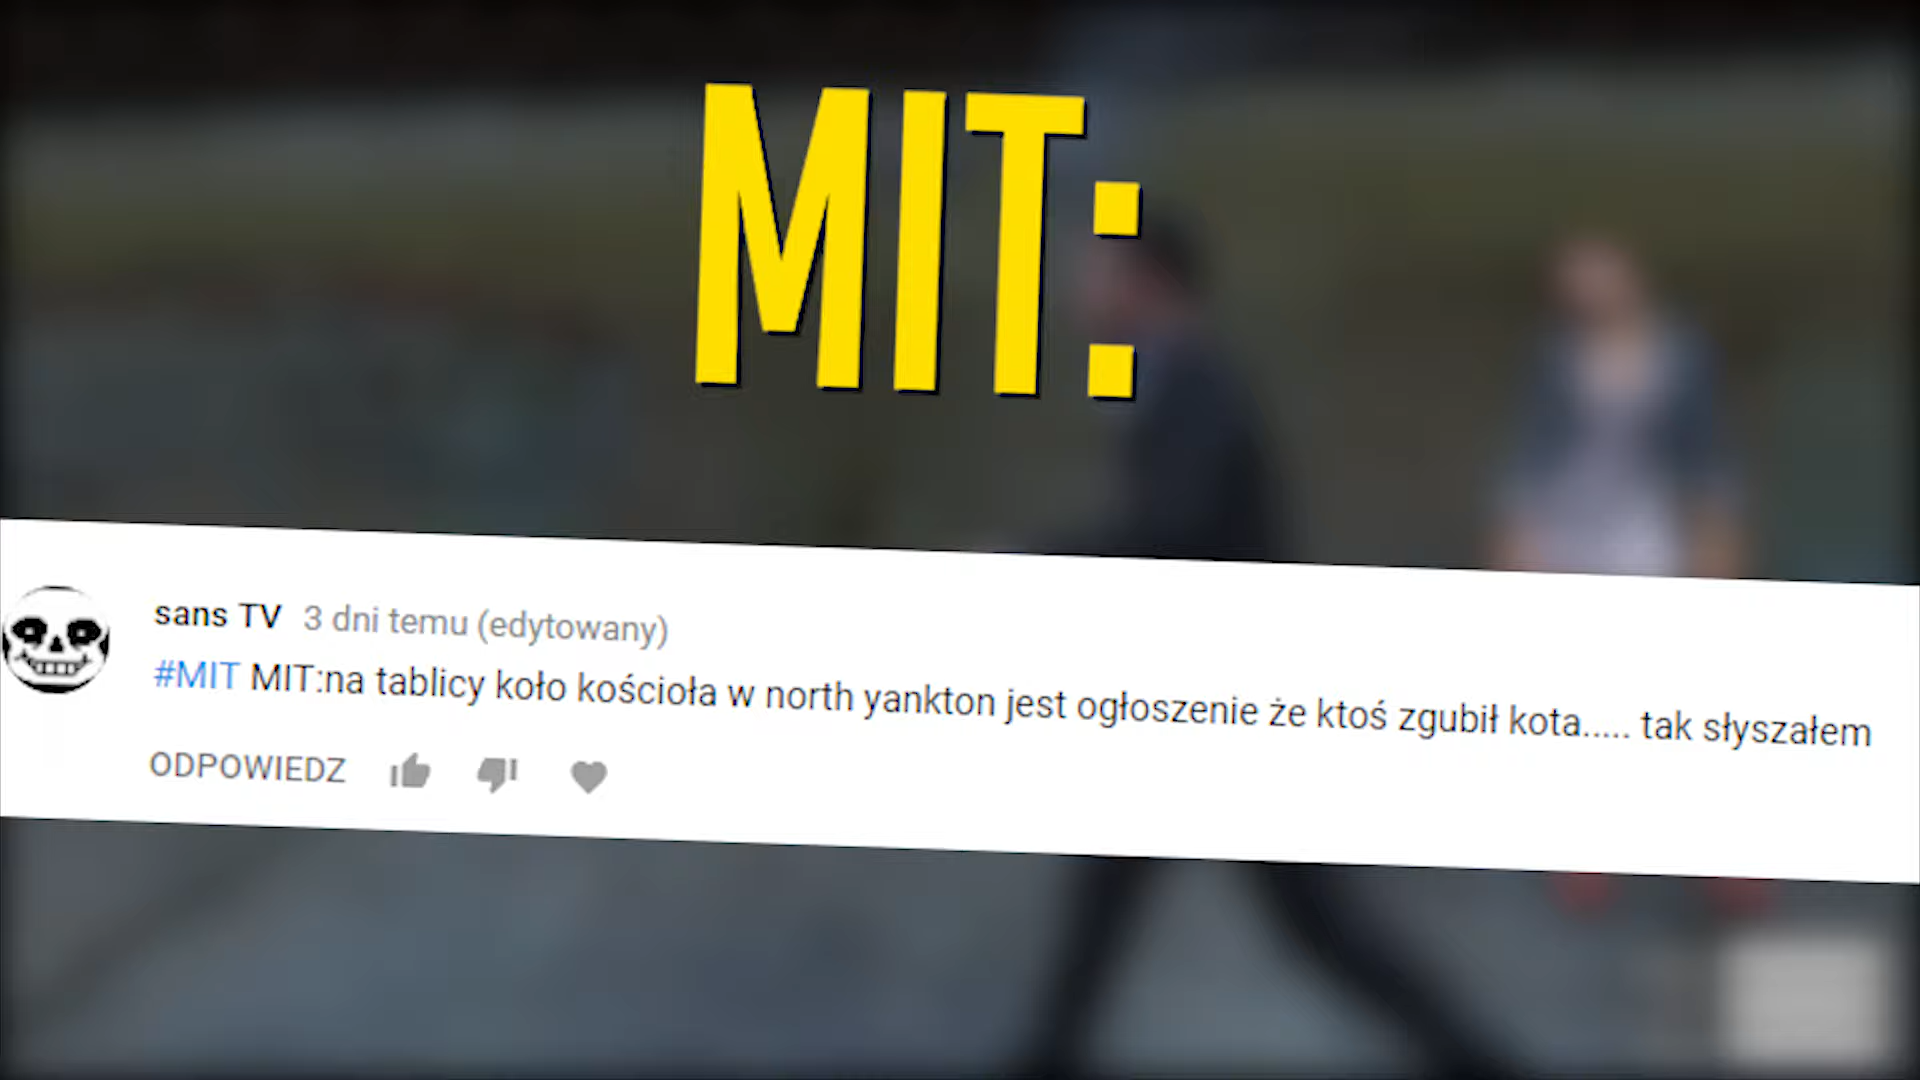 MIT:
sans TV 3 dni temu (edytowany)
#MIT MIT:na tablicy koło kościoła w north yankton jest ogłoszenie że ktoś zgubił kota..... tak słyszałem
ODPOWIEDZ